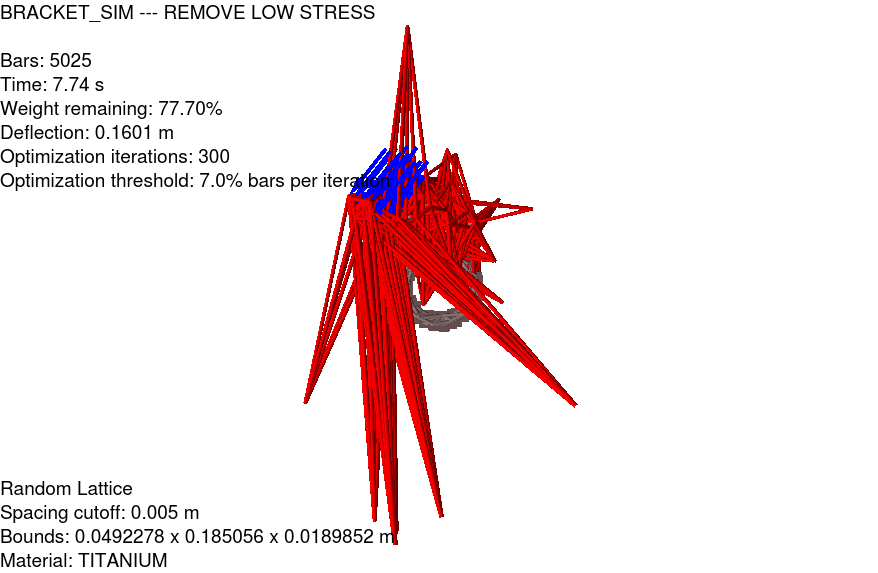 BRACKET_SIM --- REMOVE LOW STRESS
Bars: 5025
Time: 7.74 s
Weight remaining: 77.70%
Deflection: 0.1601 m
Optimization iterations: 300
Optimization threshold: 7.0% bars per iteration
Random Lattice
Spacing cutoff: 0.005 m
Bounds: 0.0492278 x 0.185056 x 0.0189852 m
Material: TITANIUM